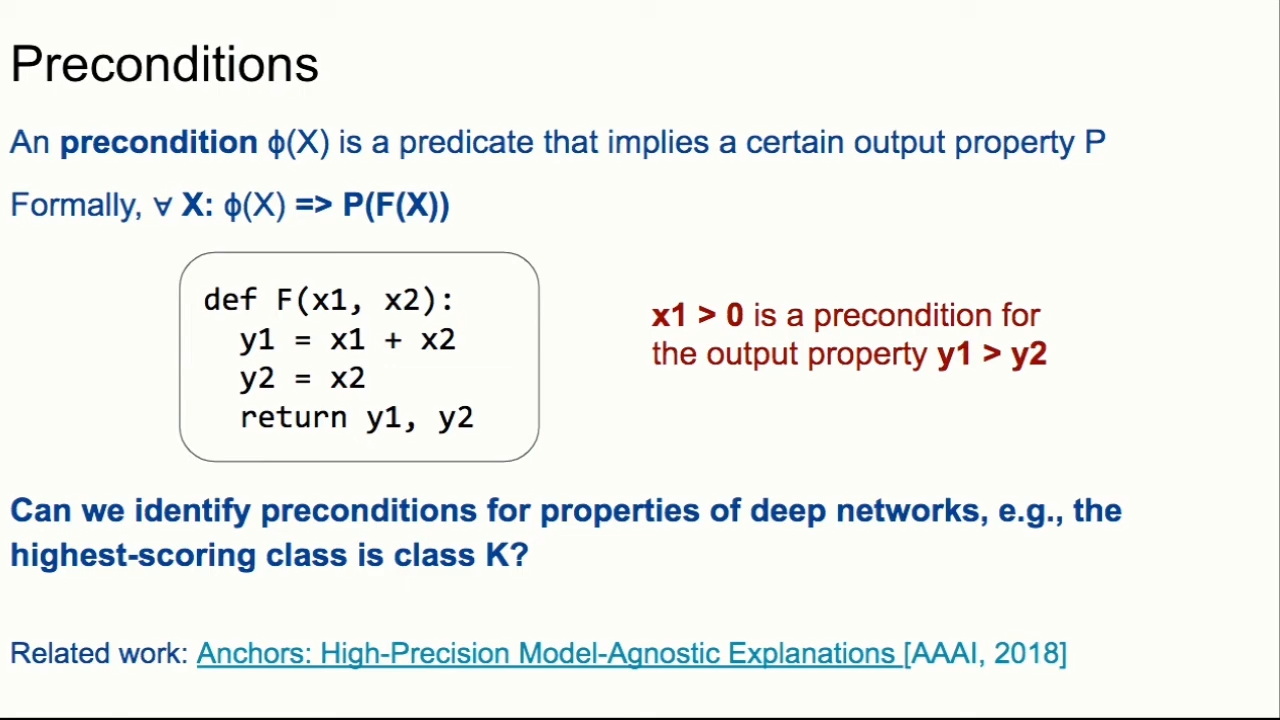 Preconditions
An precondition ϕ(X) is a predicate that implies a certain output property P
Formally, ∀ X: ϕ(X) => P(F(X))
def F(x1, x2):
y1 = x1 + x2
y2 = x2
return y1, y2
x1 > 0 is a precondition for
the output property y1 > y2
Can we identify preconditions for properties of deep networks, e.g., the
highest-scoring class is class K?
Related work: Anchors: High-Precision Model-Agnostic Explanations [AAAI, 2018]